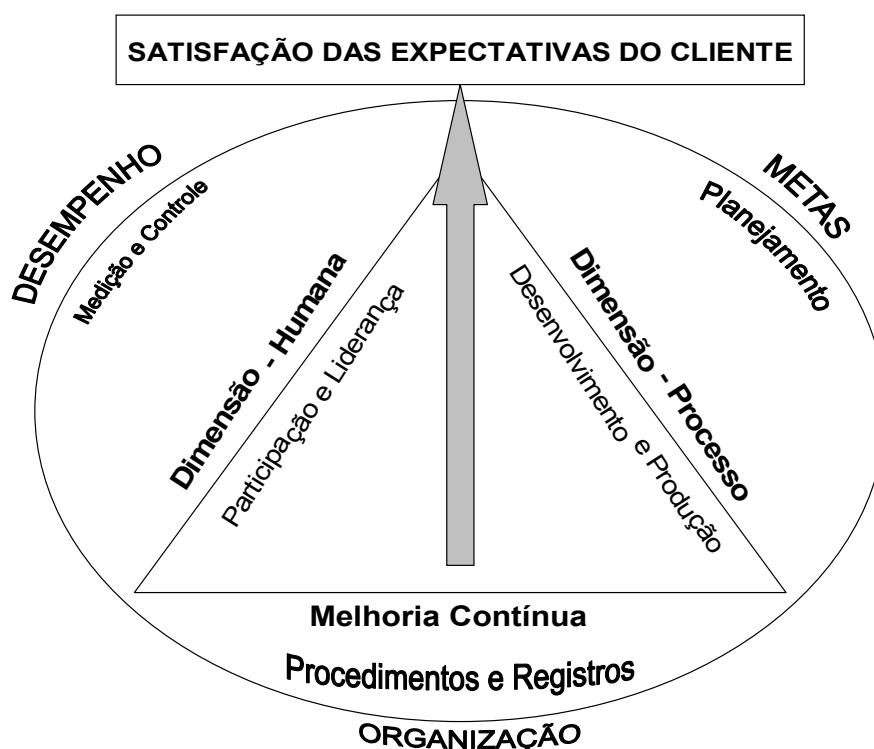 SATISFAÇÃO DAS EXPECTATIVAS DO CLIENTE
DESEMPENHO
Medição e Controle
METAS
Planejamento
Dimensão - Humana
Participação e Liderança
Dimensão - Processo
Desenvolvimento e Produção
Melhoria Contínua
Procedimentos e Registros
ORGANIZAÇÃO